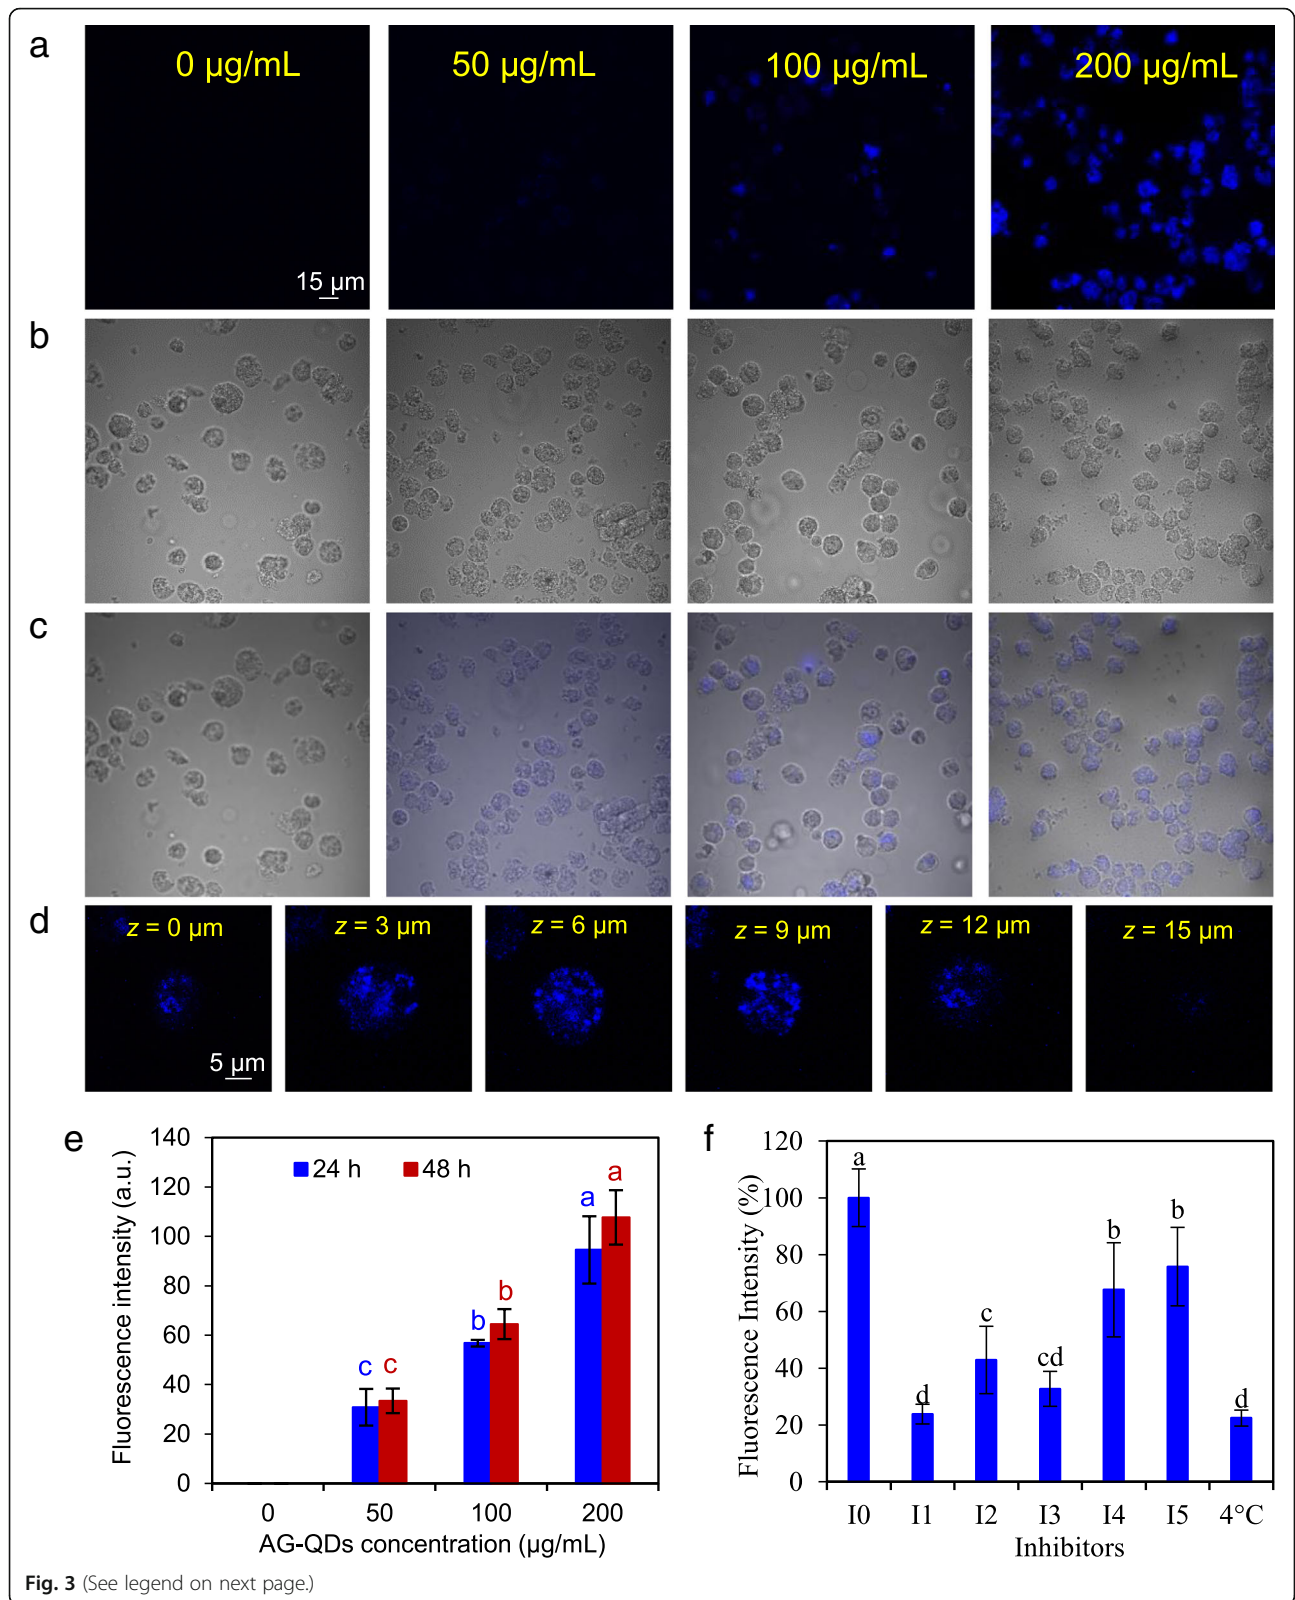 a
0 µg/mL
50 µg/mL
100 µg/mL
200 µg/mL
15 µm
b
c
d
z = 0 µm
z = 3 µm
z = 6 µm
z = 9 µm
z = 12 µm
z = 15 µm
5 µm
e
Fluorescence intensity (a.u.)
140
120
100
80
60
40
20
0
24 h
48 h
c
c
b
b
a
a
0
50
100
200
AG-QDs concentration (µg/mL)
f
Fluorescence Intensity (%)
120
100
80
60
40
20
0
a
d
c
cd
b
b
d
I0
I1
I2
I3
I4
I5
4°C
Inhibitors
Fig. 3 (See legend on next page.)